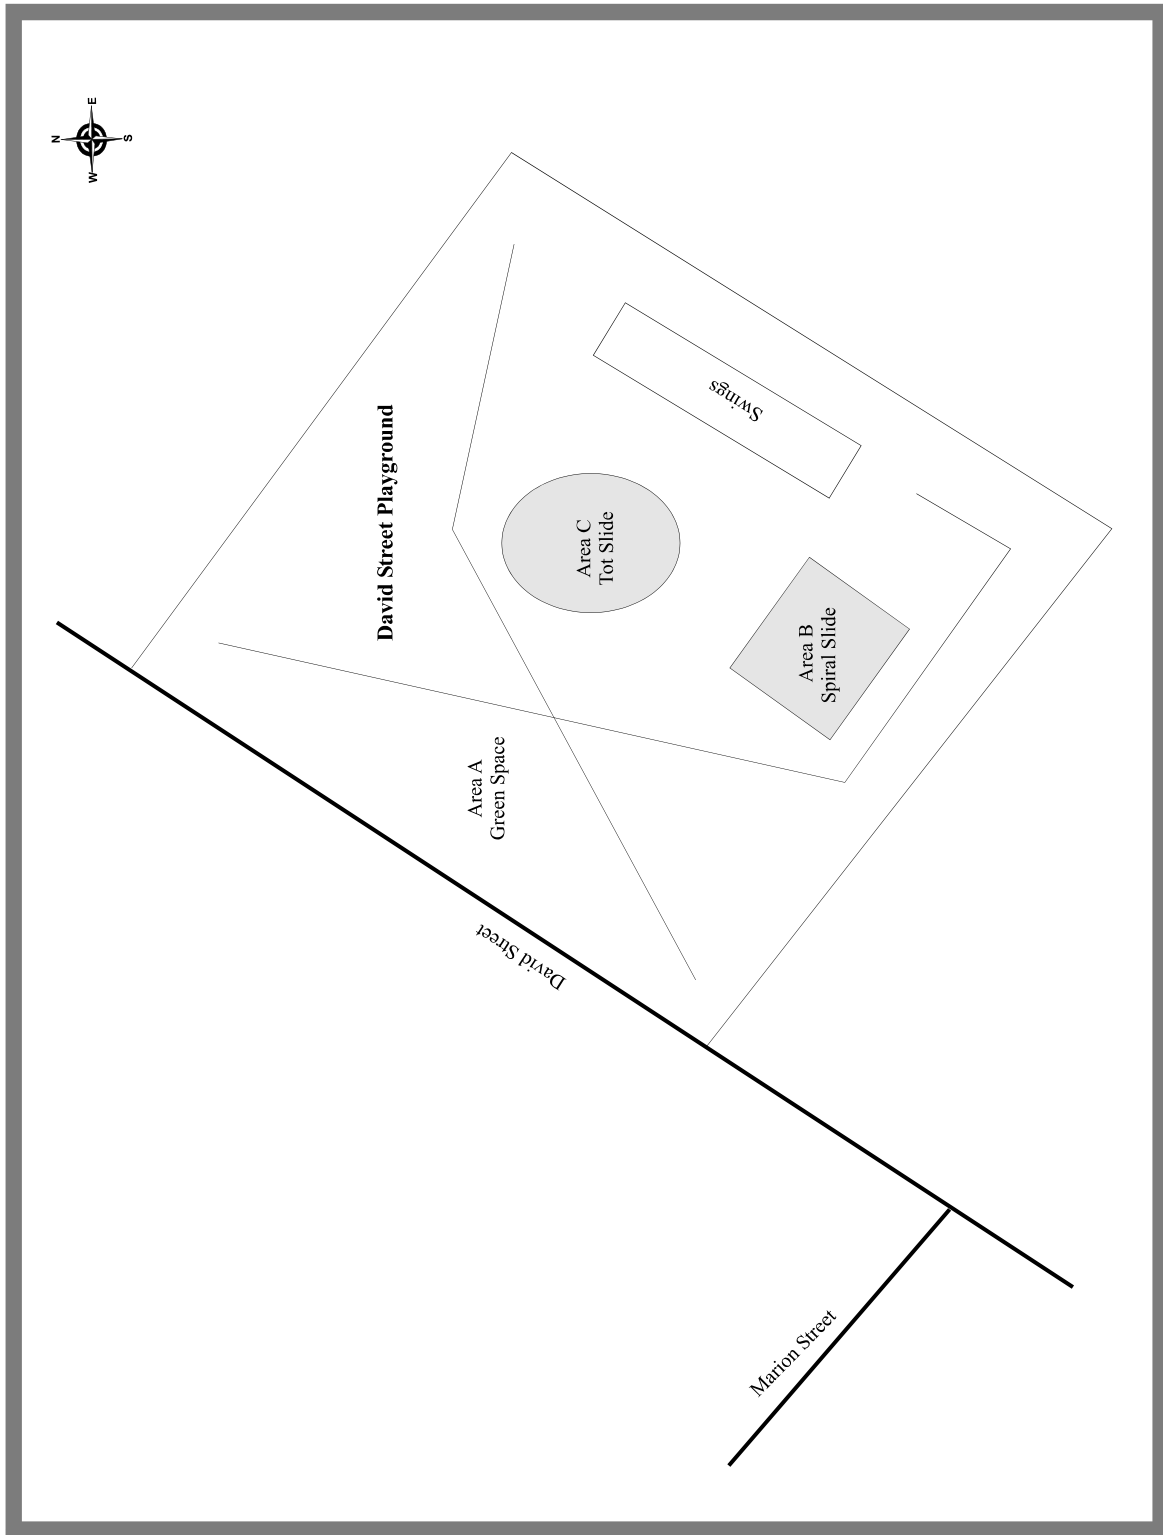 N
E
S
W
David Street Playground
Swings
Area C
Tot Slide
Area B
Spiral Slide
Area A
Green Space
David Street
Marion Street